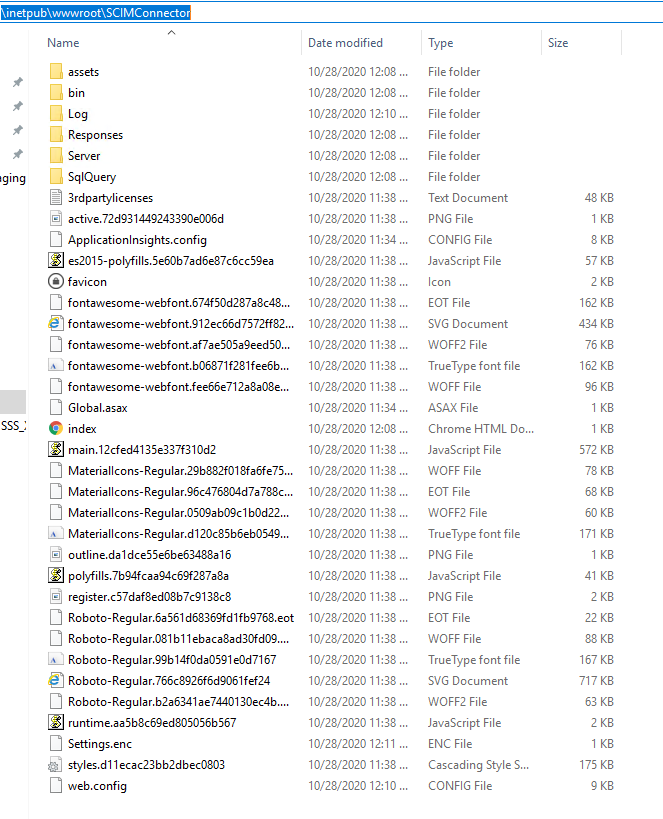 \inetpub\wwwroot\SCIMConnector
Name Date modified Type Size
assets 10/28/2020 12:08 ... File folder
bin 10/28/2020 12:08 ... File folder
Log 10/28/2020 12:10 ... File folder
Responses 10/28/2020 12:08 ... File folder
Server 10/28/2020 12:08 ... File folder
naging
SqlQuery 10/28/2020 12:08 ... File folder
3rdpartylicenses 10/28/2020 11:38 ... Text Document 48 KB
active.72d931449243390e006d 10/28/2020 11:38 ... PNG File 1 KB
ApplicationInsights.config 10/28/2020 11:34 ... CONFIG File 8 KB
es2015-polyfills.5e60b7ad6e87c6cc59ea 10/28/2020 11:38 ... JavaScript File 57 KB
favicon 10/28/2020 11:38 ... Icon 2 KB
fontawesome-webfont.674f50d287a8c48... 10/28/2020 11:38 ... EOT File 162 KB
fontawesome-webfont.912ec66d7572ff82... 10/28/2020 11:38 ... SVG Document 434 KB
fontawesome-webfont.af7ae505a9eed50... 10/28/2020 11:38 ... WOFF2 File 76 KB
fontawesome-webfont.b06871f281fee6b... 10/28/2020 11:38 ... TrueType font file 162 KB
fontawesome-webfont.fee66e712a8a08e... 10/28/2020 11:38 ... WOFF File 96 KB
Global.asax 10/28/2020 11:34 ... ASAX File 1 KB
SSS_
index 10/28/2020 12:08 ... Chrome HTML Do... 1 KB
main.12cfed4135e337f310d2 10/28/2020 11:38 ... JavaScript File 572 KB
MaterialIcons-Regular.29b882f018fa6fe75... 10/28/2020 11:38 ... WOFF File 78 KB
MaterialIcons-Regular.96c476804d7a788c... 10/28/2020 11:38 ... EOT File 68 KB
MaterialIcons-Regular.0509ab09c1b0d22... 10/28/2020 11:38 ... WOFF2 File 60 KB
MaterialIcons-Regular.d120c85b6eb0549... 10/28/2020 11:38 ... TrueType font file 171 KB
outline.da1dce55e6be63488a16 10/28/2020 11:38 ... PNG File 1 KB
polyfills.7b94fcaa94c69f287a8a 10/28/2020 11:38 ... JavaScript File 41 KB
register.c57daf8ed08b7c9138c8 10/28/2020 11:38 ... PNG File 2 KB
Roboto-Regular.6a561d68369fd1fb9768.eot 10/28/2020 11:38 ... EOT File 22 KB
Roboto-Regular.081b11ebaca8ad30fd09.... 10/28/2020 11:38 ... WOFF File 88 KB
Roboto-Regular.99b14f0da0591e0d7167 10/28/2020 11:38 ... TrueType font file 167 KB
Roboto-Regular.766c8926f6d9061fef24 10/28/2020 11:38 ... SVG Document 717 KB
Roboto-Regular.b2a6341ae7440130ec4b.... 10/28/2020 11:38 ... WOFF2 File 63 KB
runtime.aa5b8c69ed805056b567 10/28/2020 11:38 ... JavaScript File 2 KB
Settings.enc 10/28/2020 12:11 ... ENC File 1 KB
styles.d11ecac23bb2dbec0803 10/28/2020 11:38 ... Cascading Style S... 175 KB
web.config 10/28/2020 12:10 ... CONFIG File 9 KB